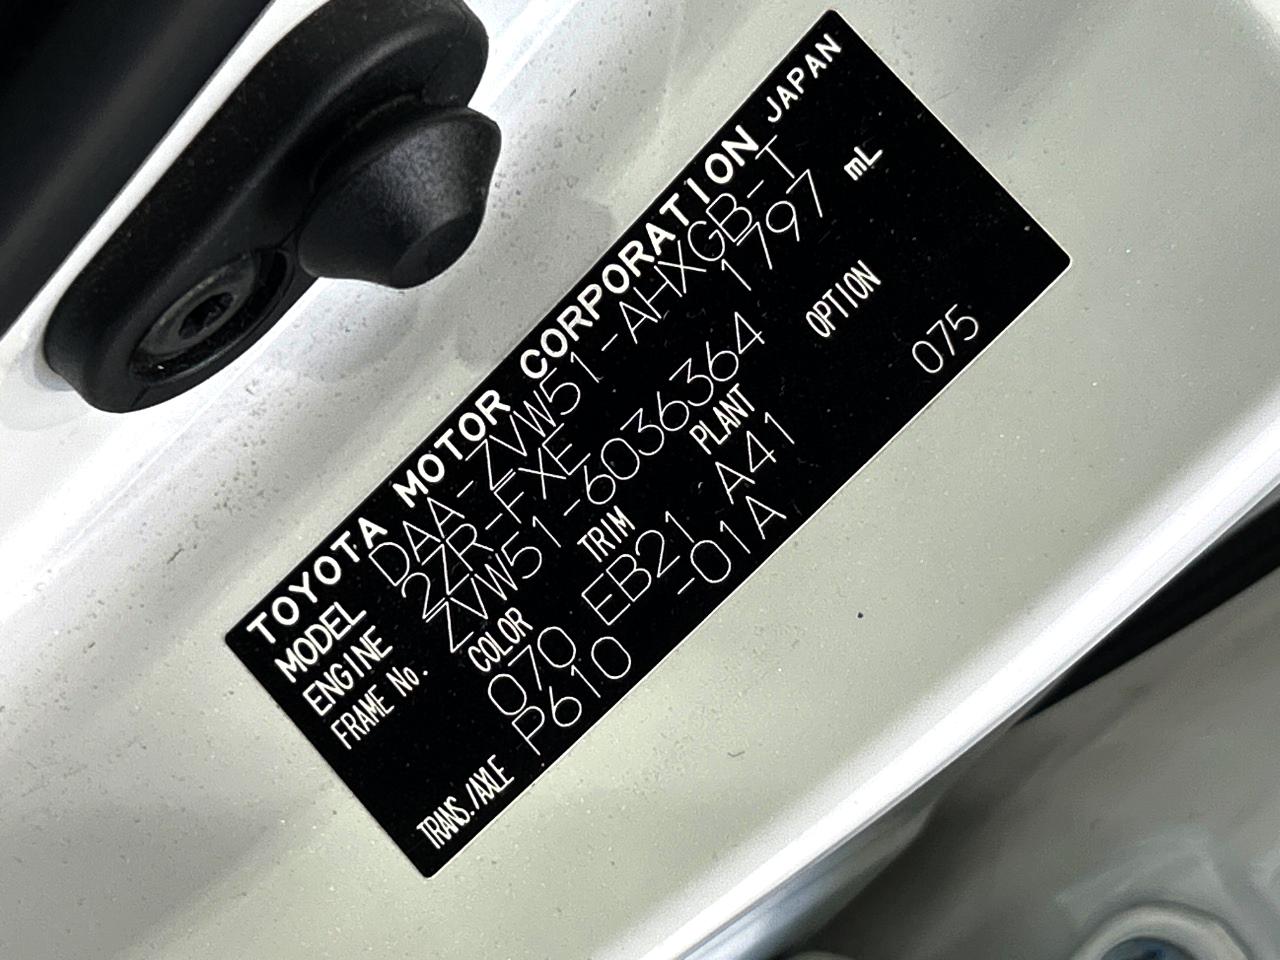 TOYOTA MOTOR CORPORATION JAPAN
MODEL DAA-ZVW51-AHXGB-T
ENGINE 2ZR-FXE 1797 mL
FRAME No. ZVW51-6036364
COLOR TRIM PLANT OPTION
070 EB21 A41 075
TRANS./AXLE P610 -01A